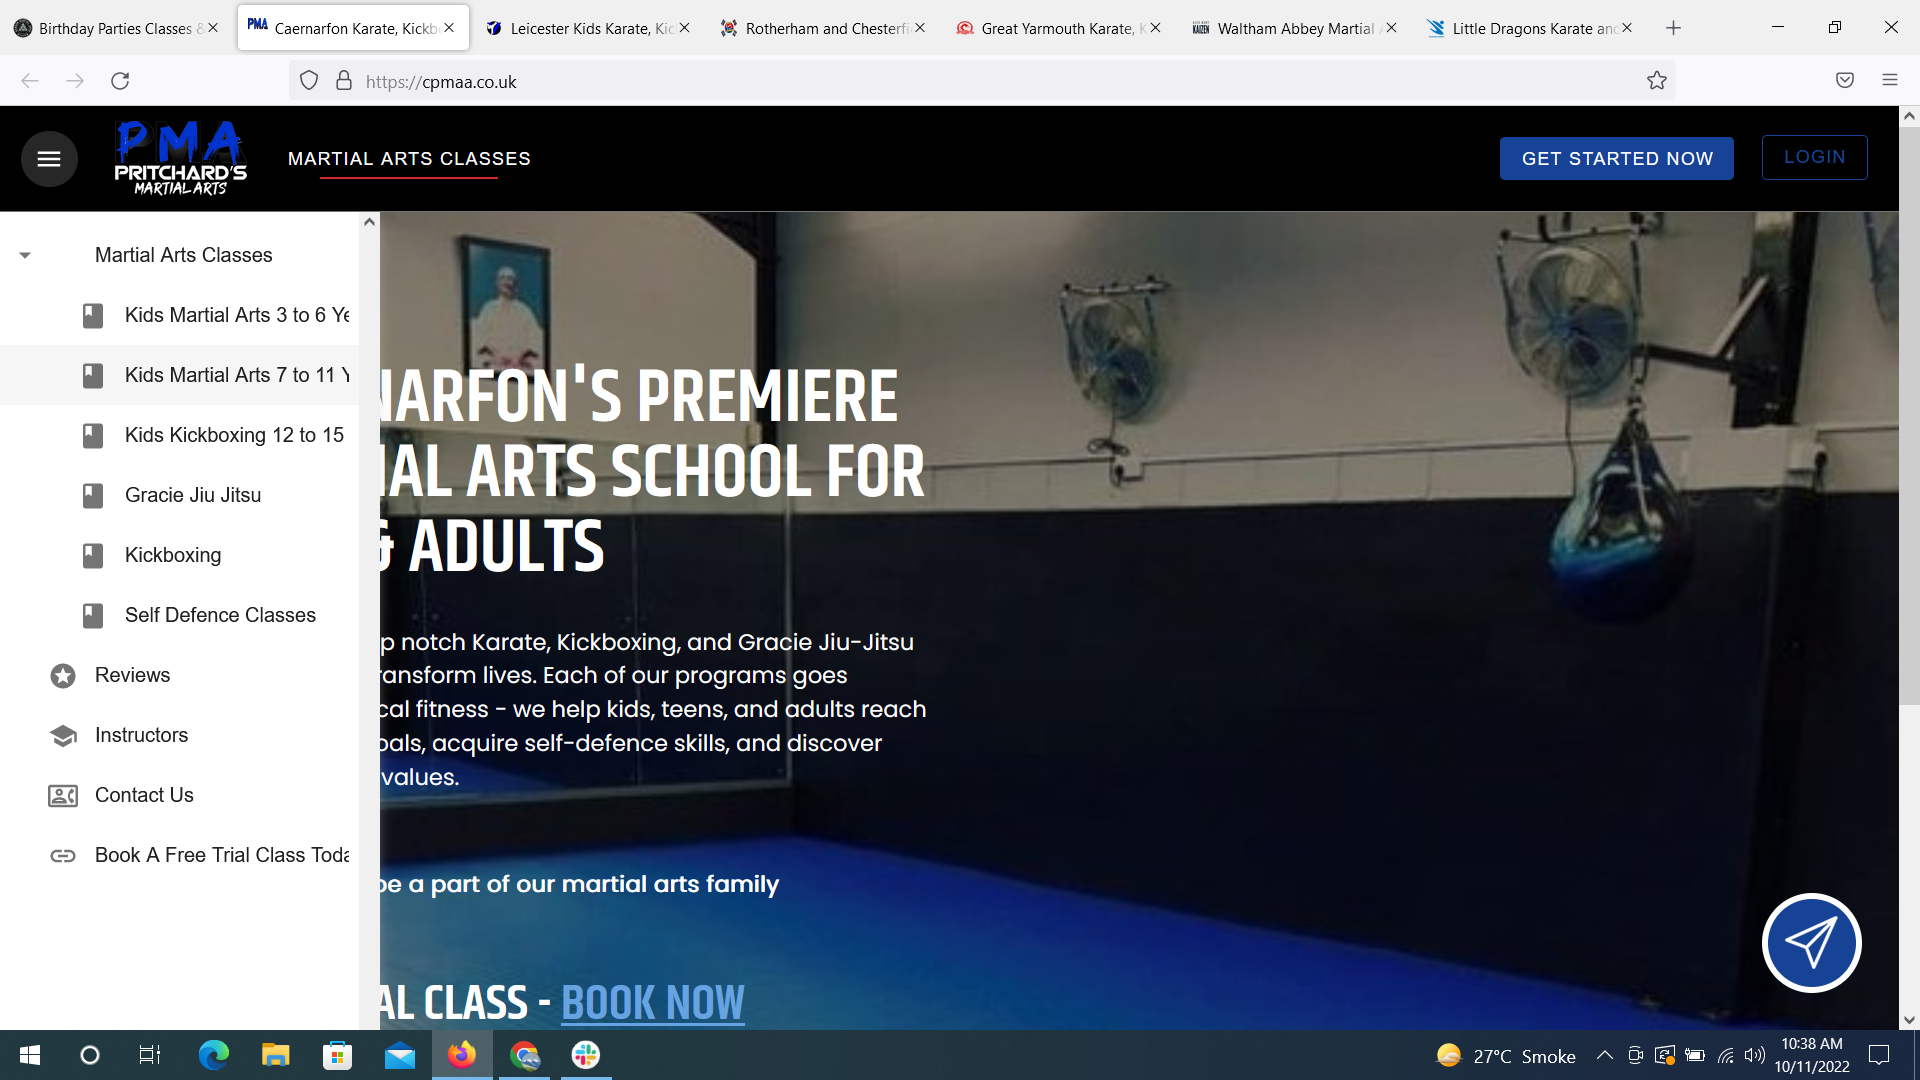 Birthday Parties Classes &
Caernarfon Karate, Kickb
Leicester Kids Karate, Kic
Rotherham and Chesterfi
Great Yarmouth Karate, K
Waltham Abbey Martial A
Little Dragons Karate and
https://cpmaa.co.uk
PMA
PRITCHARD'S
MARTIAL ARTS
MARTIAL ARTS CLASSES
GET STARTED NOW
LOGIN
Martial Arts Classes
Kids Martial Arts 3 to 6 Ye
Kids Martial Arts 7 to 11 Y
Kids Kickboxing 12 to 15
Gracie Jiu Jitsu
Kickboxing
Self Defence Classes
Reviews
Instructors
Contact Us
Book A Free Trial Class Toda
NARFON'S PREMIERE
IAL ARTS SCHOOL FOR
& ADULTS
p notch Karate, Kickboxing, and Gracie Jiu-Jitsu
ransform lives. Each of our programs goes
cal fitness - we help kids, teens, and adults reach
oals, acquire self-defence skills, and discover
values.
be a part of our martial arts family
AL CLASS - BOOK NOW
27°C Smoke
10:38 AM
10/11/2022